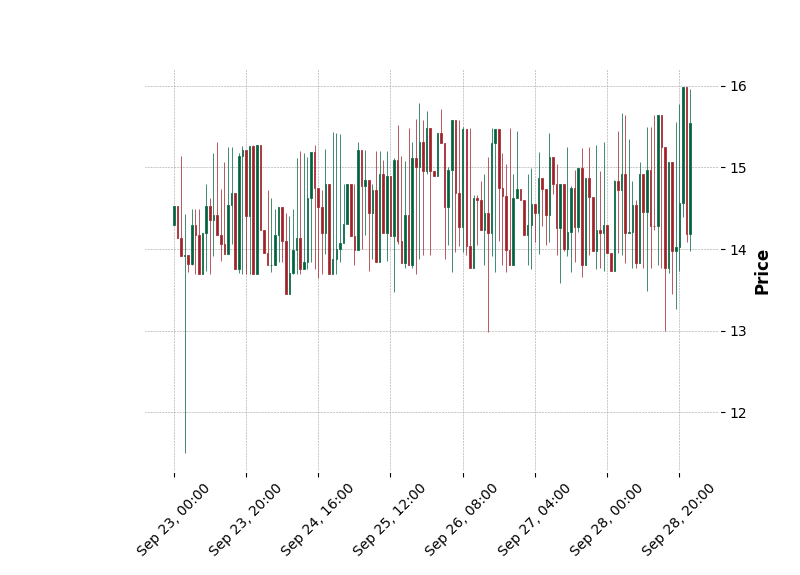 16
15
14
13
12
Price
Sep 23, 00:00
Sep 23, 20:00
Sep 24, 16:00
Sep 25, 12:00
Sep 26, 08:00
Sep 27, 04:00
Sep 28, 00:00
Sep 28, 20:00